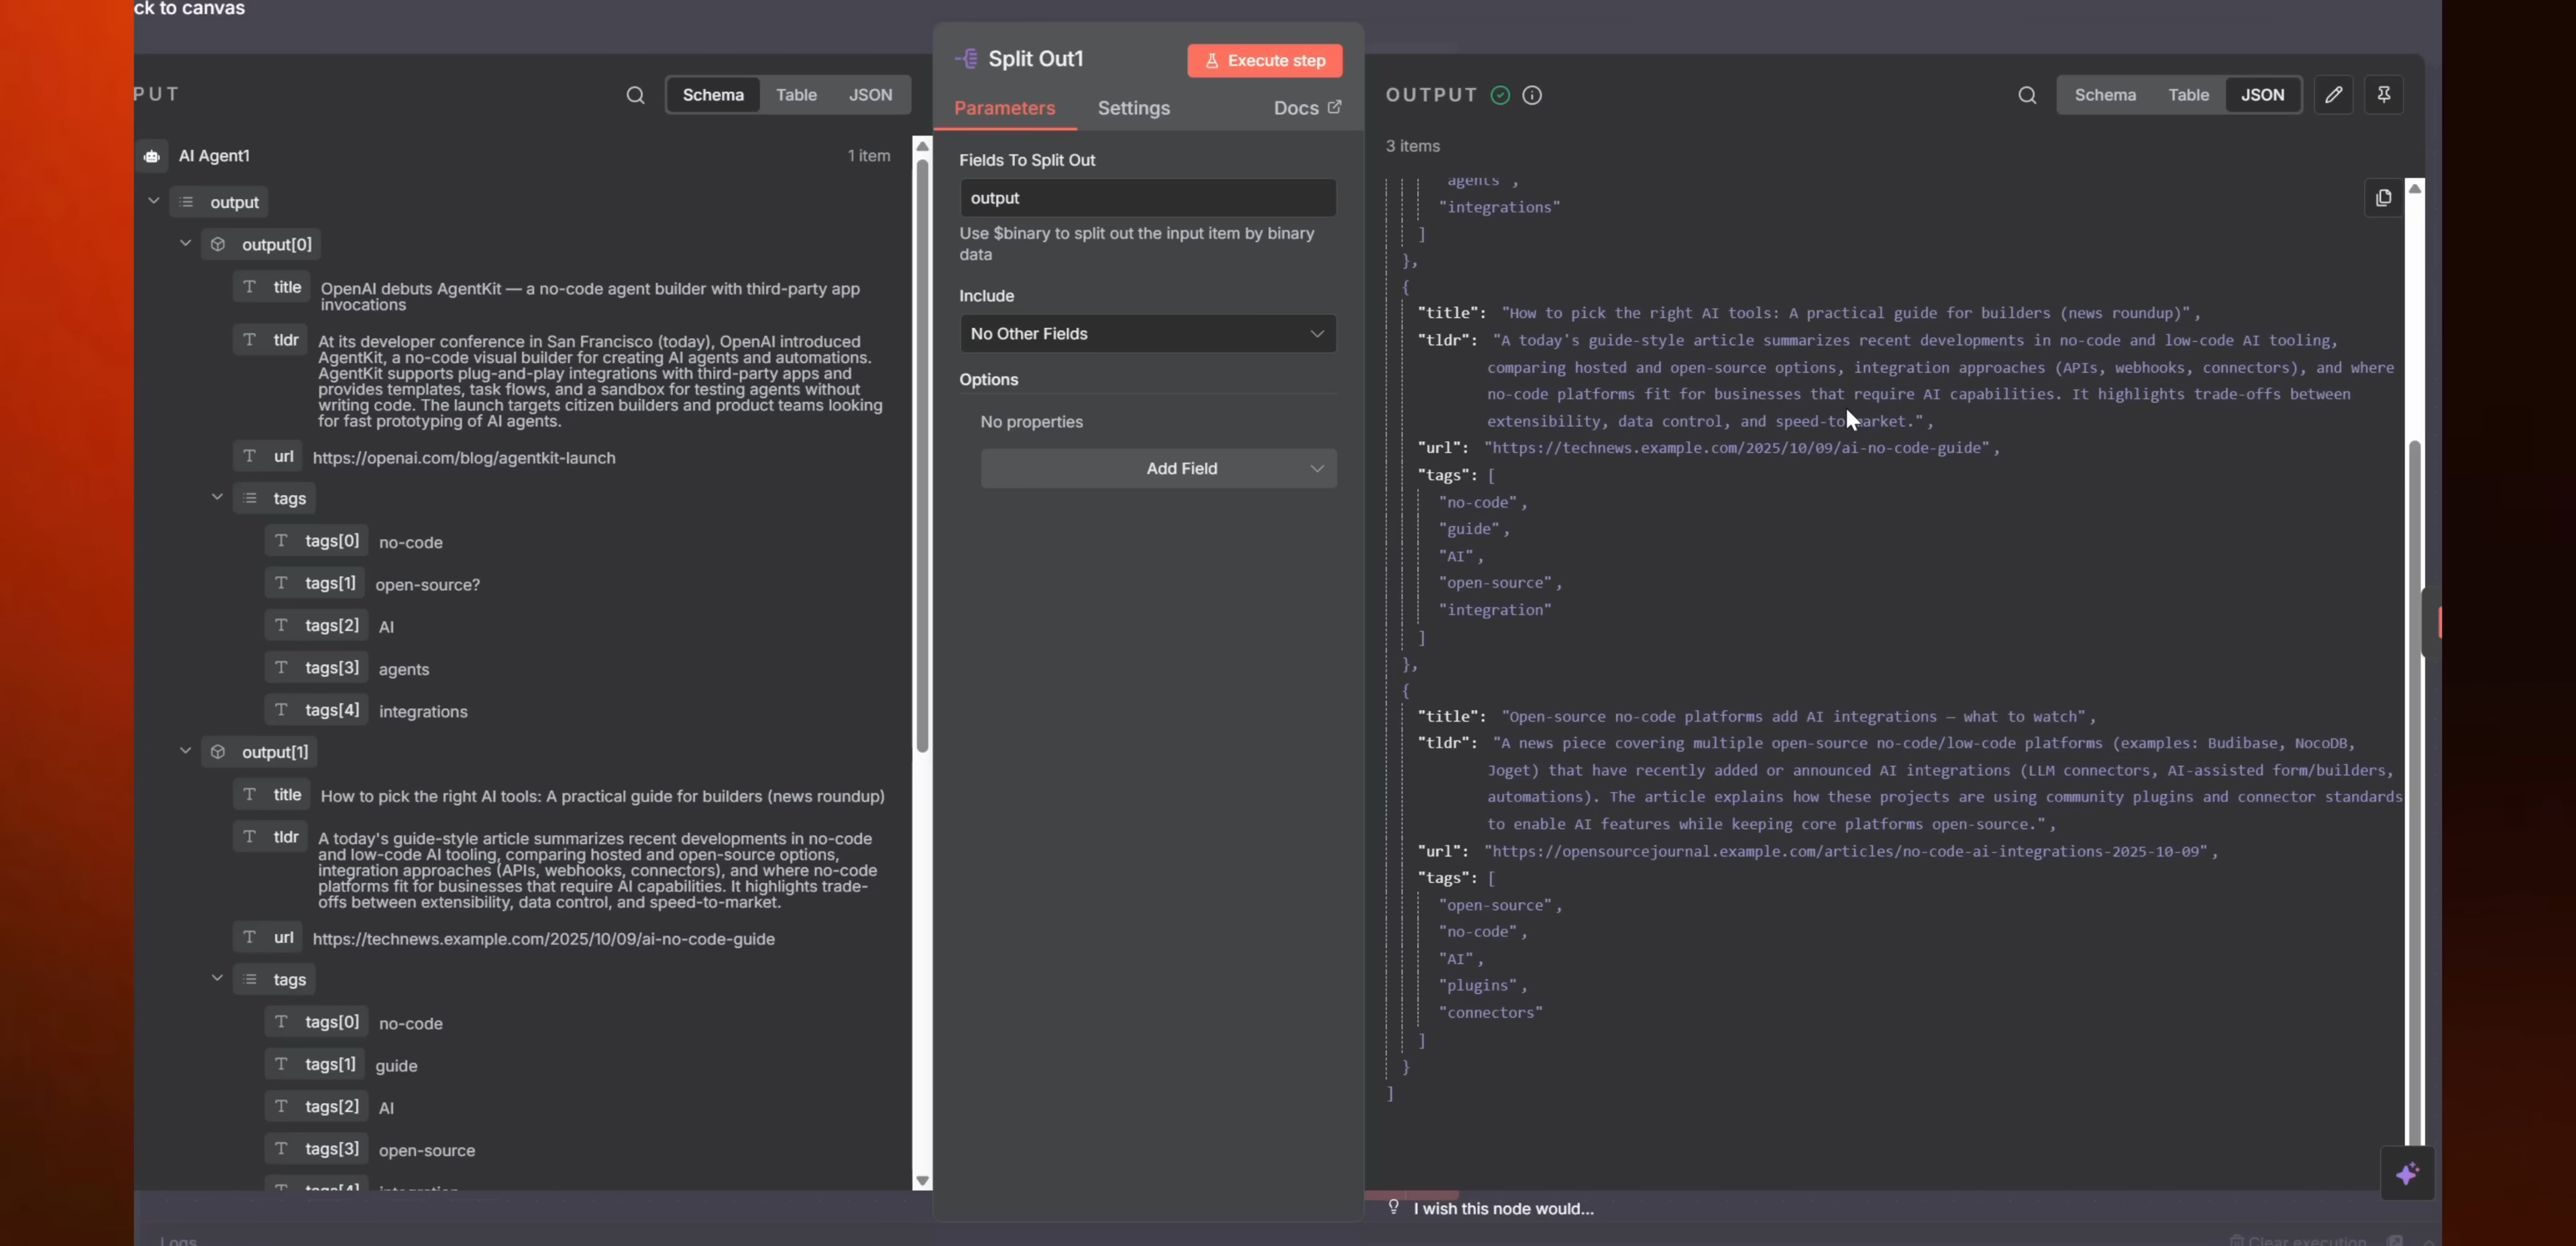 ck to canvas
PUT
Schema
Table
JSON
AI Agent1
1 item
output
output[0]
title
OpenAI debuts AgentKit — a no-code agent builder with third-party app
invocations
tldr
At its developer conference in San Francisco (today), OpenAI introduced
AgentKit, a no-code visual builder for creating AI agents and automations.
AgentKit supports plug-and-play integrations with third-party apps and
provides templates, task flows, and a sandbox for testing agents without
writing code. The launch targets citizen builders and product teams looking
for fast prototyping of AI agents.
url
https://openai.com/blog/agentkit-launch
tags
tags[0]
no-code
tags[1]
open-source?
tags[2]
AI
tags[3]
agents
tags[4]
integrations
output[1]
title
How to pick the right AI tools: A practical guide for builders (news roundup)
tldr
A today's guide-style article summarizes recent developments in no-code
and low-code AI tooling, comparing hosted and open-source options,
integration approaches (APIs, webhooks, connectors), and where no-code
platforms fit for businesses that require AI capabilities. It highlights trade-
offs between extensibility, data control, and speed-to-market.
url
https://technews.example.com/2025/10/09/ai-no-code-guide
tags
tags[0]
no-code
tags[1]
guide
tags[2]
AI
tags[3]
open-source
tags[4]
integration
Split Out1
Execute step
Parameters
Settings
Docs
Fields To Split Out
output
Use $binary to split out the input item by binary
data
Include
No Other Fields
Options
No properties
Add Field
OUTPUT
Schema
Table
JSON
3 items
agents",
"integrations"
]
},
{
"title": "How to pick the right AI tools: A practical guide for builders (news roundup)",
"tldr": "A today's guide-style article summarizes recent developments in no-code and low-code AI tooling,
comparing hosted and open-source options, integration approaches (APIs, webhooks, connectors), and where
no-code platforms fit for businesses that require AI capabilities. It highlights trade-offs between
extensibility, data control, and speed-to-market.",
"url": "https://technews.example.com/2025/10/09/ai-no-code-guide",
"tags": [
"no-code",
"guide",
"AI",
"open-source",
"integration"
]
},
{
"title": "Open-source no-code platforms add AI integrations — what to watch",
"tldr": "A news piece covering multiple open-source no-code/low-code platforms (examples: Budibase, NocoDB,
Joget) that have recently added or announced AI integrations (LLM connectors, AI-assisted form/builders,
automations). The article explains how these projects are using community plugins and connector standards
to enable AI features while keeping core platforms open-source.",
"url": "https://opensourcejournal.example.com/articles/no-code-ai-integrations-2025-10-09",
"tags": [
"open-source",
"no-code",
"AI",
"plugins",
"connectors"
]
}
]
I wish this node would...
Logs
Clear execution